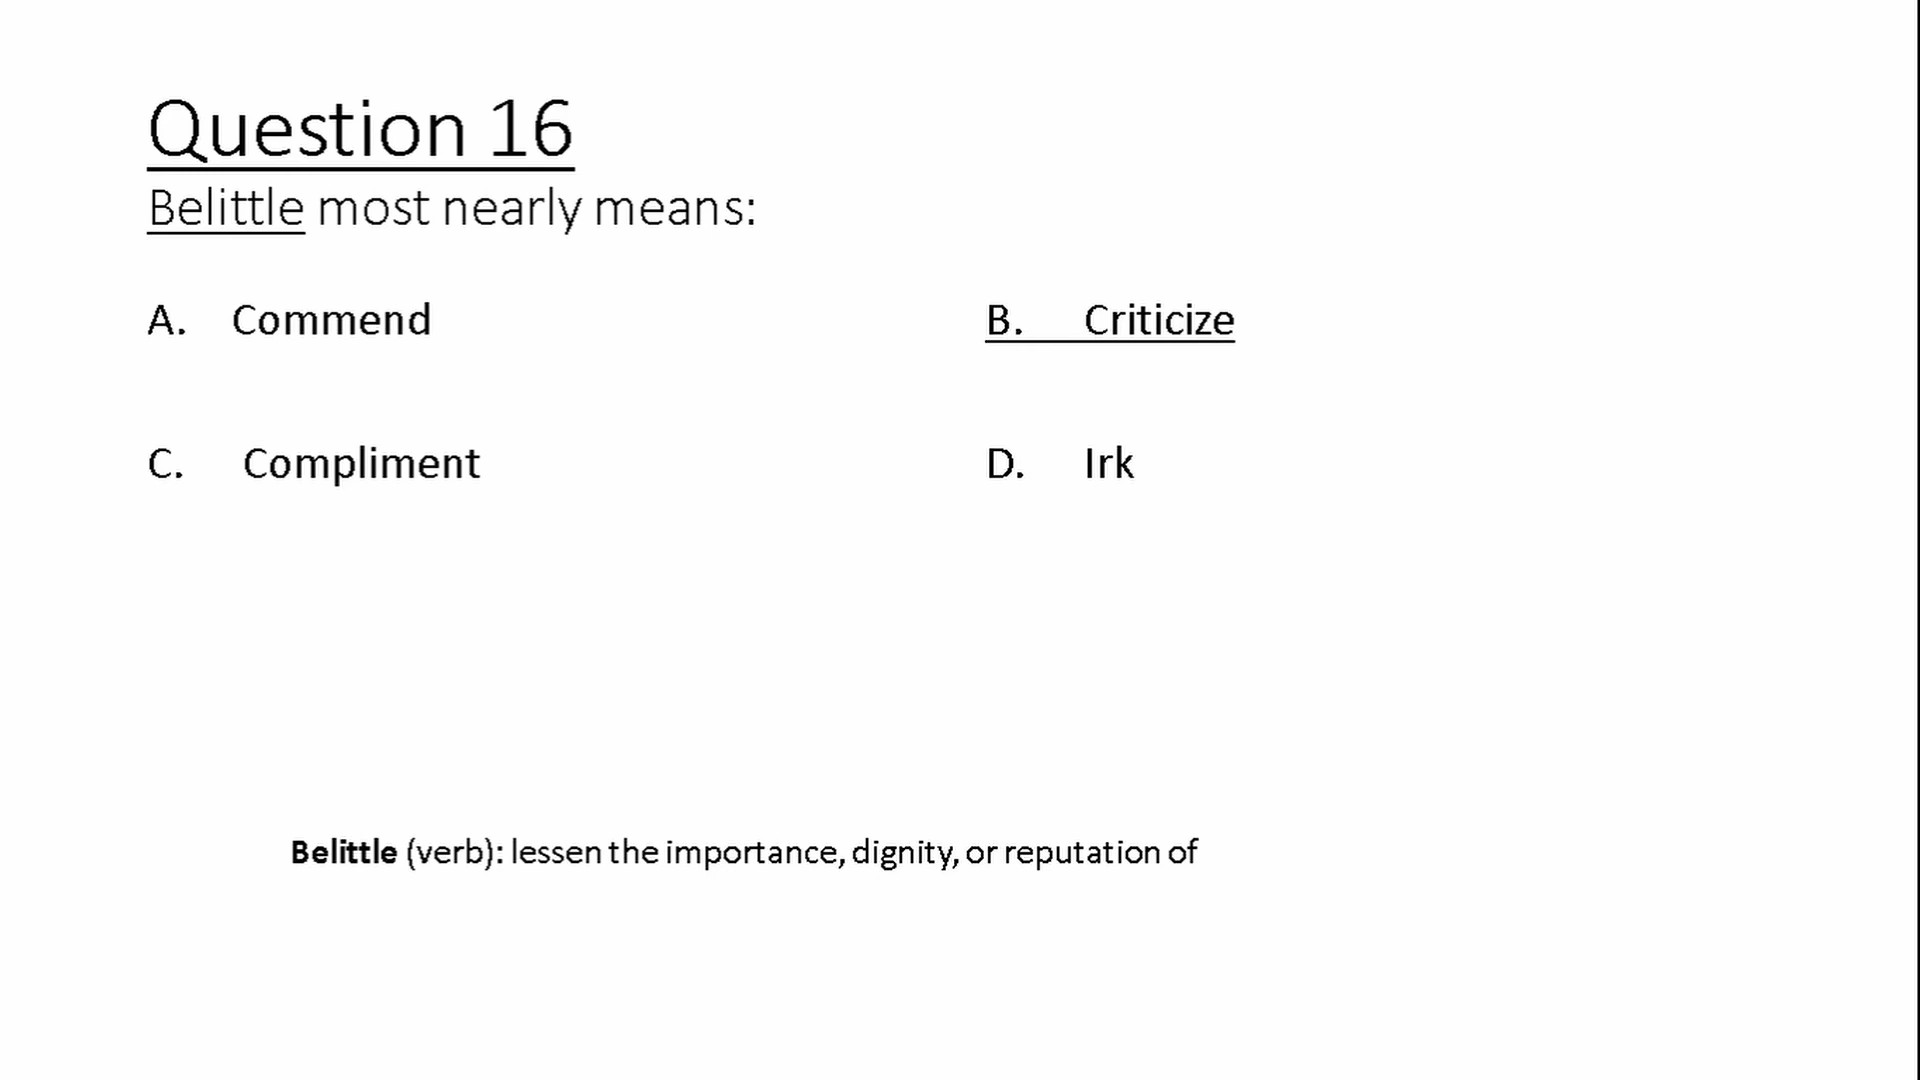 Question 16
Belittle most nearly means:
A. Commend
B. Criticize
C. Compliment
D. Irk
Belittle (verb): lessen the importance, dignity, or reputation of